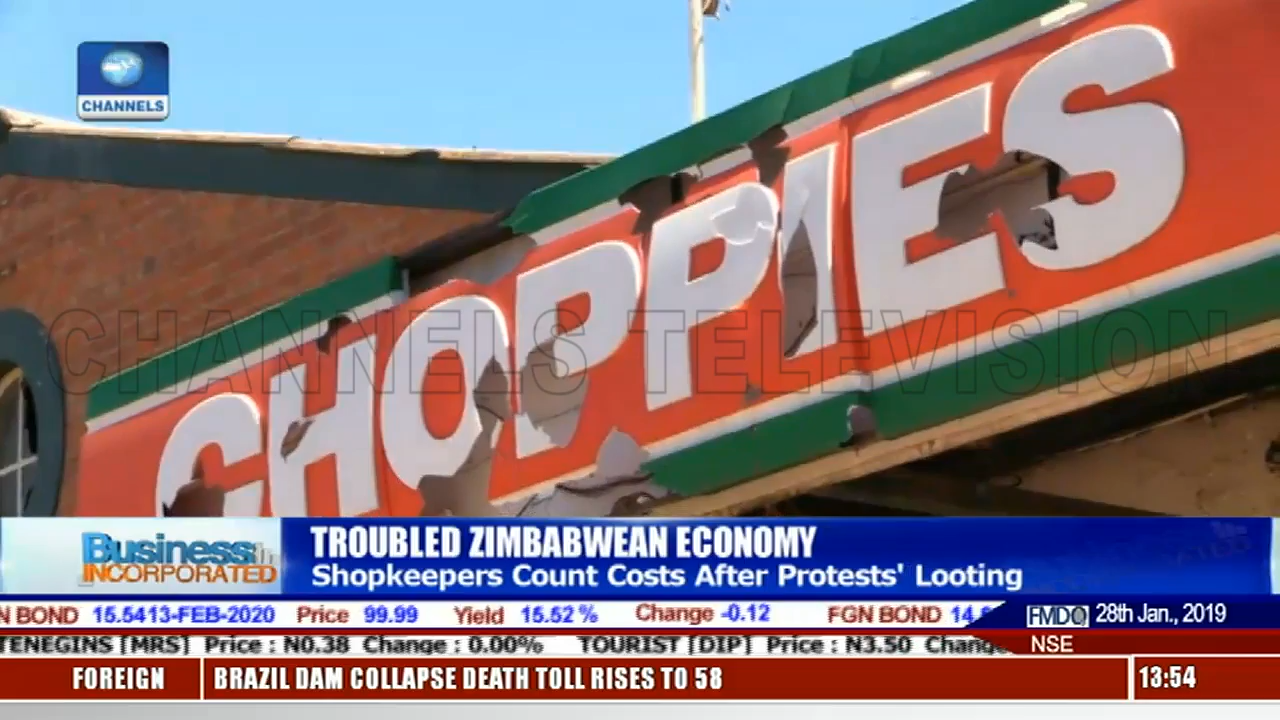 CHANNELS
CHOPPIES
CHANNELS TELEVISION
Business
INCORPORATED
TROUBLED ZIMBABWEAN ECONOMY
Shopkeepers Count Costs After Protests' Looting
N BOND 15.5413-FEB-2020 Price 99.99 Yield 15.52% Change -0.12 FGN BOND 14.
FMDQ 28th Jan., 2019
ENEGINS [MRS] Price : N0.38 Change : 0.00% TOURIST [DIP] Price : N3.50 Chang
NSE
FOREIGN BRAZIL DAM COLLAPSE DEATH TOLL RISES TO 58 13:54